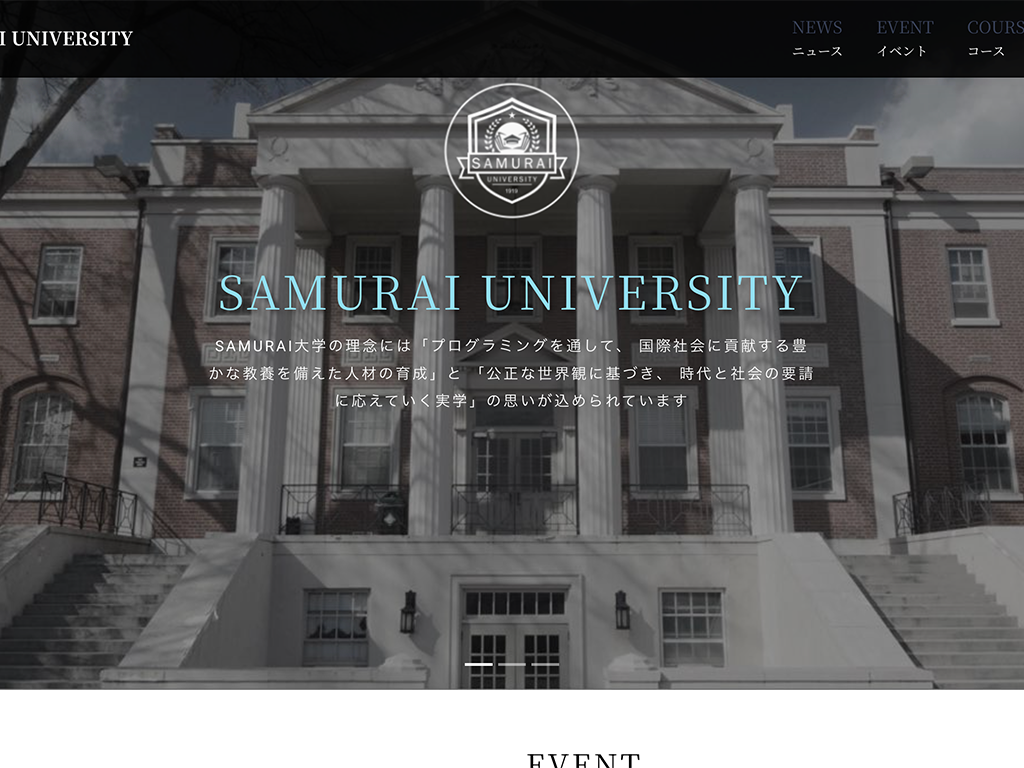 I UNIVERSITY
NEWS
ニュース
EVENT
イベント
COURS
コース
SAMURAI
UNIVERSITY
1919
SAMURAI UNIVERSITY
SAMURAI大学の理念には「プログラミングを通して、 国際社会に貢献する豊
かな教養を備えた人材の育成」と 「公正な世界観に基づき、 時代と社会の要請
に応えていく実学」の思いが込められています
EVENT